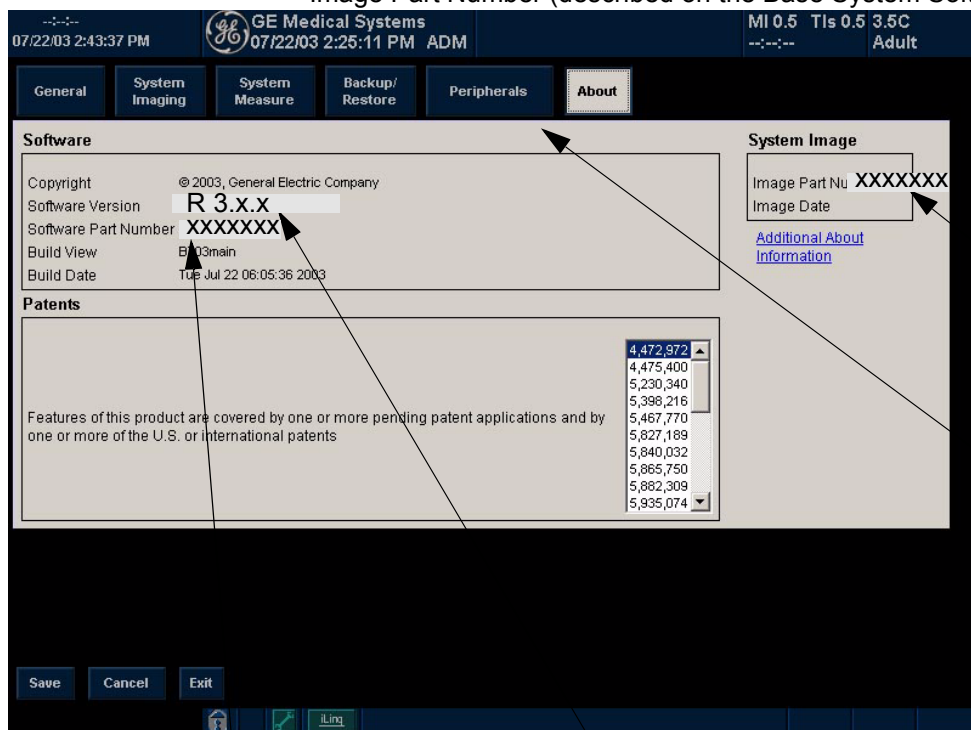 Image Part Number (described on the Base System
--:--:-- GE Medical Systems MI 0.5 TIs 0.5 3.5C
07/22/03 2:43:37 PM 07/22/03 2:25:11 PM ADM --:--:-- Adult
General System Imaging System Measure Backup/ Restore Peripherals About
Software
Copyright © 2003, General Electric Company
Software Version R 3.x.x
Software Part Number XXXXXXX
Build View
Build Date Tue Jul 22 06:05:36 2003
System Image
Image Part Nu XXXXXXX
Image Date
Additional About
Information
Patents
Features of this product are covered by one or more pending patent applications and by
one or more of the U.S. or international patents
4,472,972
4,475,400
5,230,340
5,398,216
5,467,770
5,827,189
5,840,032
5,865,750
5,882,309
5,935,074
Save Cancel Exit
iLinq